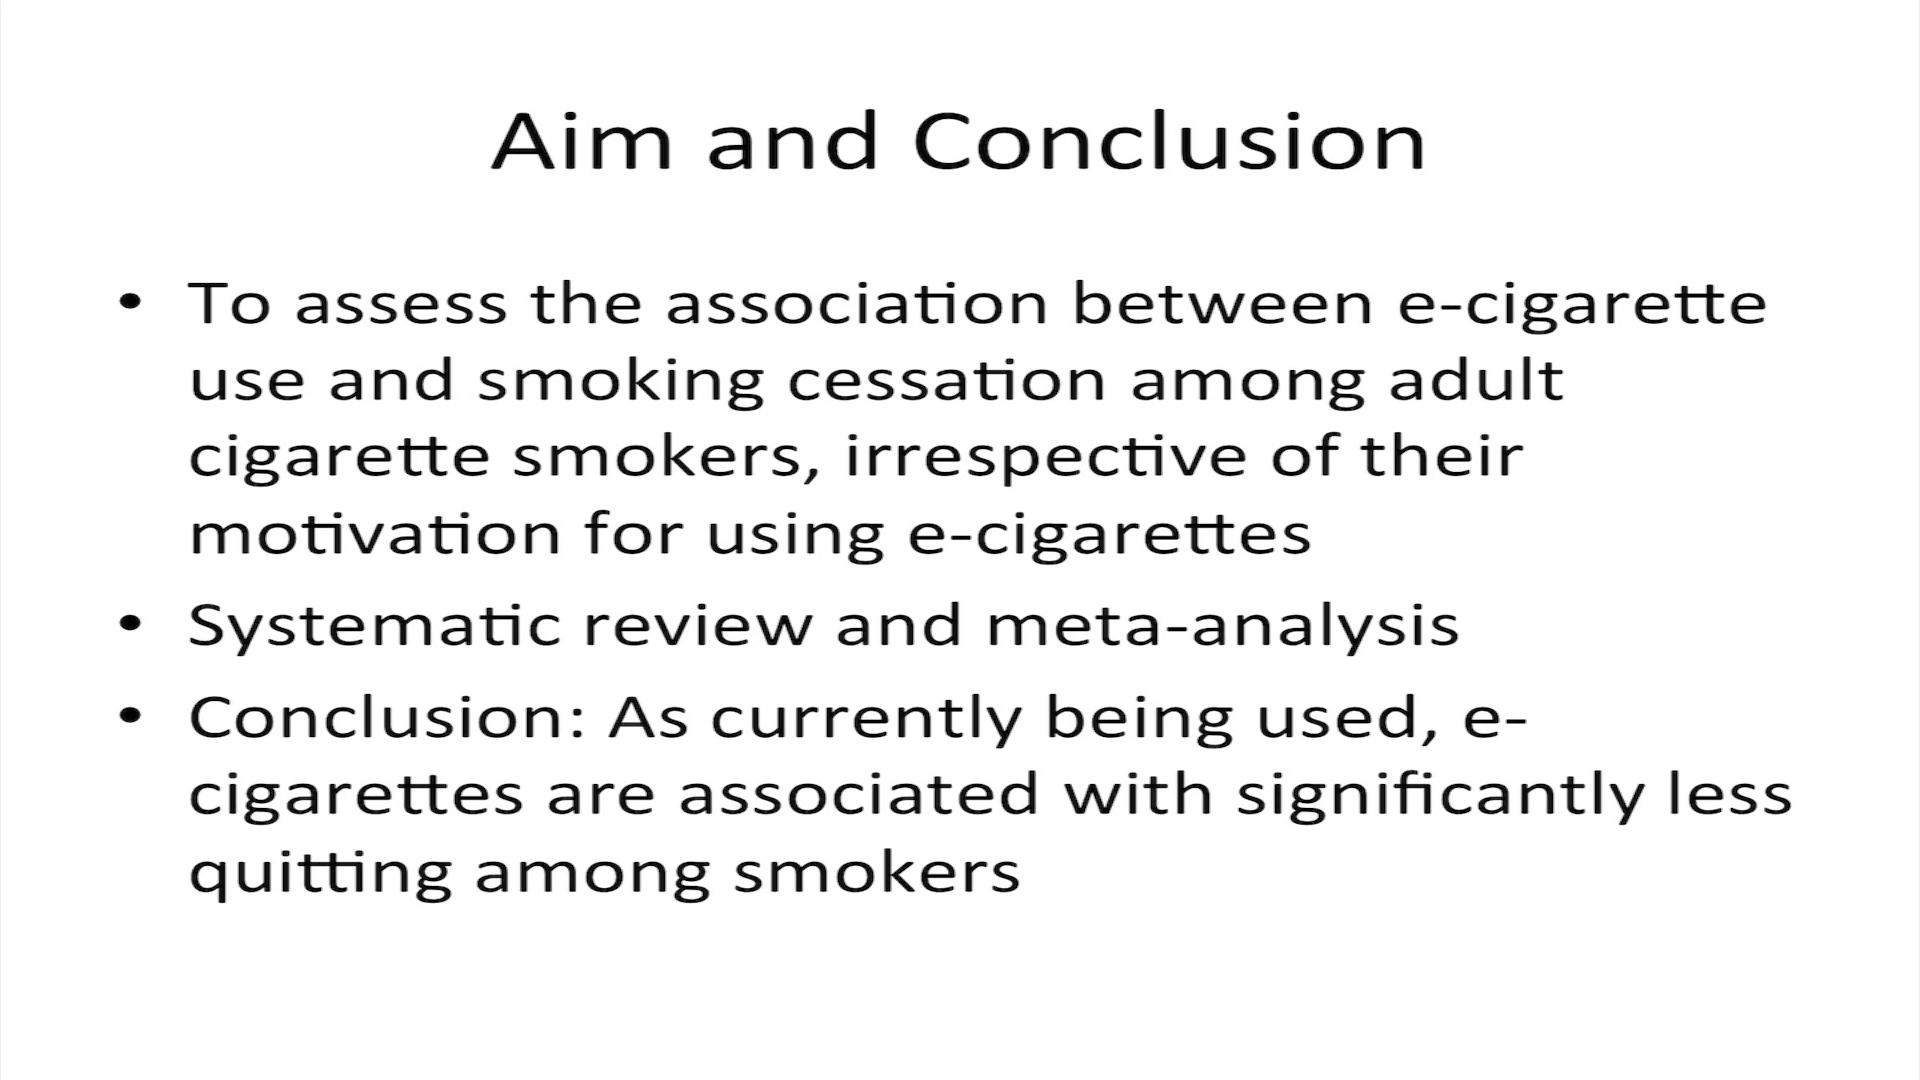 Aim and Conclusion
• To assess the association between e-cigarette
use and smoking cessation among adult
cigarette smokers, irrespective of their
motivation for using e-cigarettes
• Systematic review and meta-analysis
• Conclusion: As currently being used, e-
cigarettes are associated with significantly less
quitting among smokers